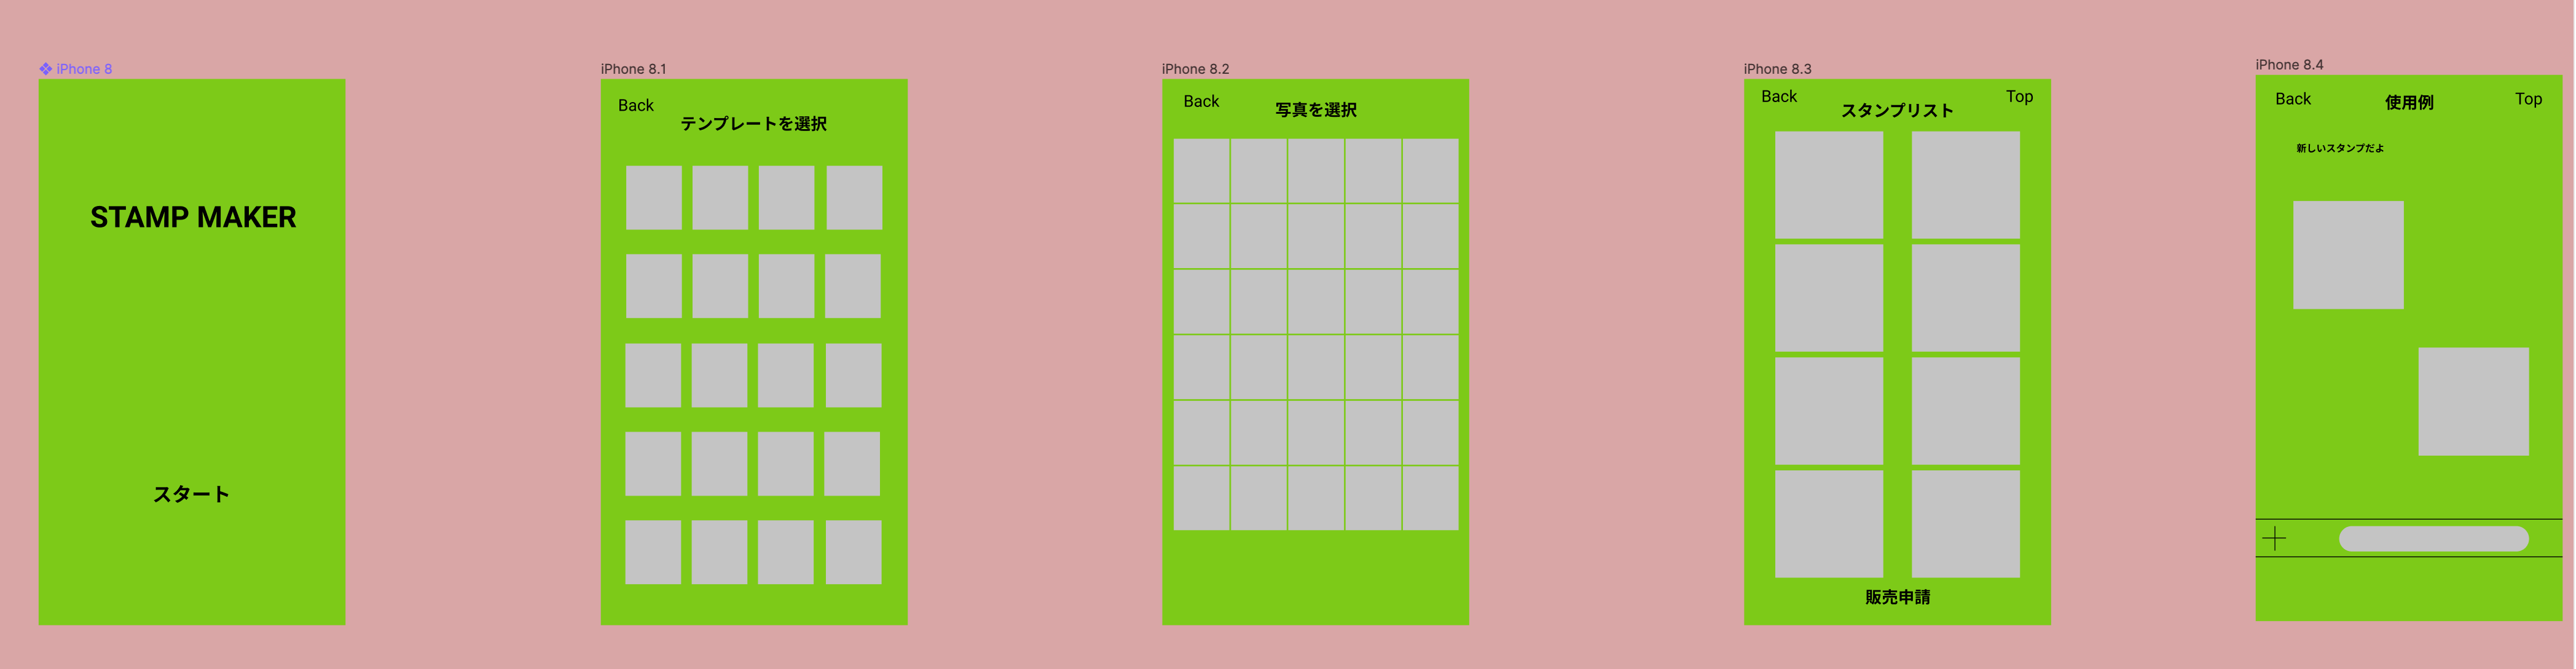 iPhone 8
STAMP MAKER
スタート
iPhone 8.1
Back
テンプレートを選択
iPhone 8.2
Back
写真を選択
iPhone 8.3
Back
Top
スタンプリスト
販売申請
iPhone 8.4
Back
使用例
Top
新しいスタンプだよ